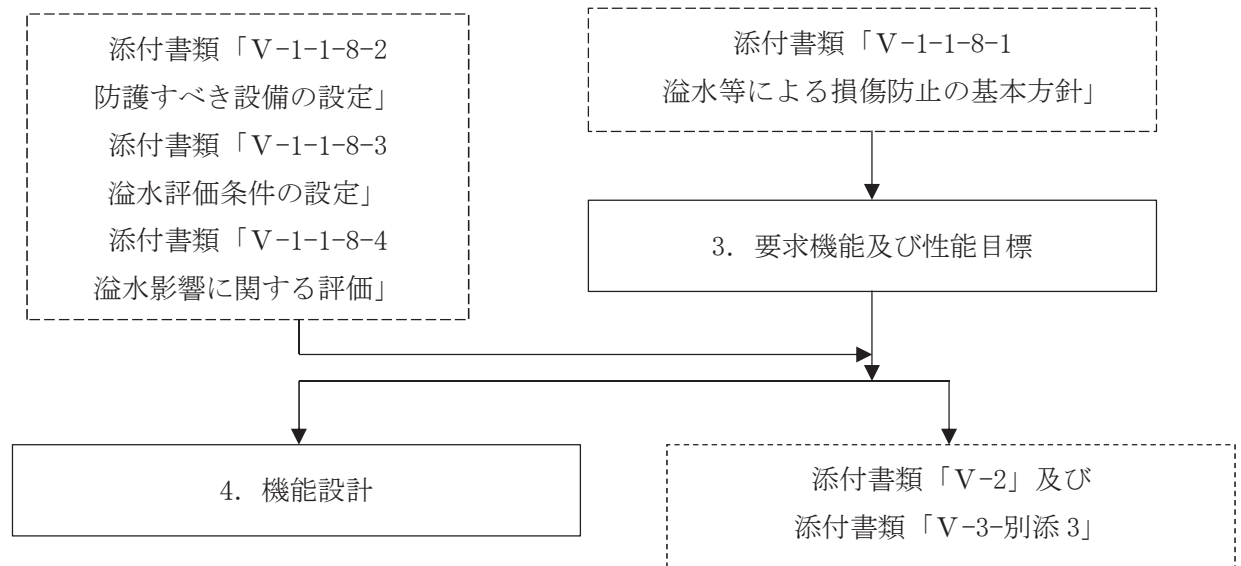 添付書類「Ⅴ-1-1-8-2
防護すべき設備の設定」
添付書類「Ⅴ-1-1-8-3
溢水評価条件の設定」
添付書類「Ⅴ-1-1-8-4
溢水影響に関する評価」
添付書類「Ⅴ-1-1-8-1
溢水等による損傷防止の基本方針」
3. 要求機能及び性能目標
4. 機能設計
添付書類「Ⅴ-2」及び
添付書類「Ⅴ-3-別添 3」